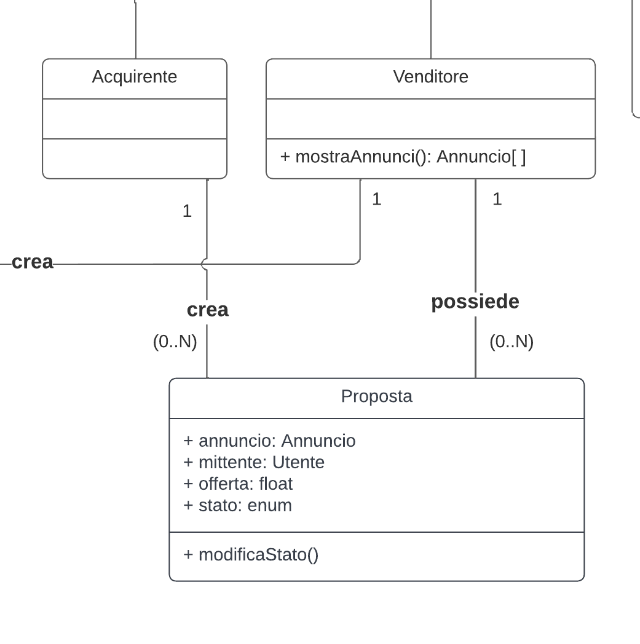 Acquirente
Venditore
+ mostraAnnunci(): Annuncio[ ]
1
1
1
crea
crea
possiede
(0..N)
(0..N)
Proposta
+ annuncio: Annuncio
+ mittente: Utente
+ offerta: float
+ stato: enum
+ modificaStato()